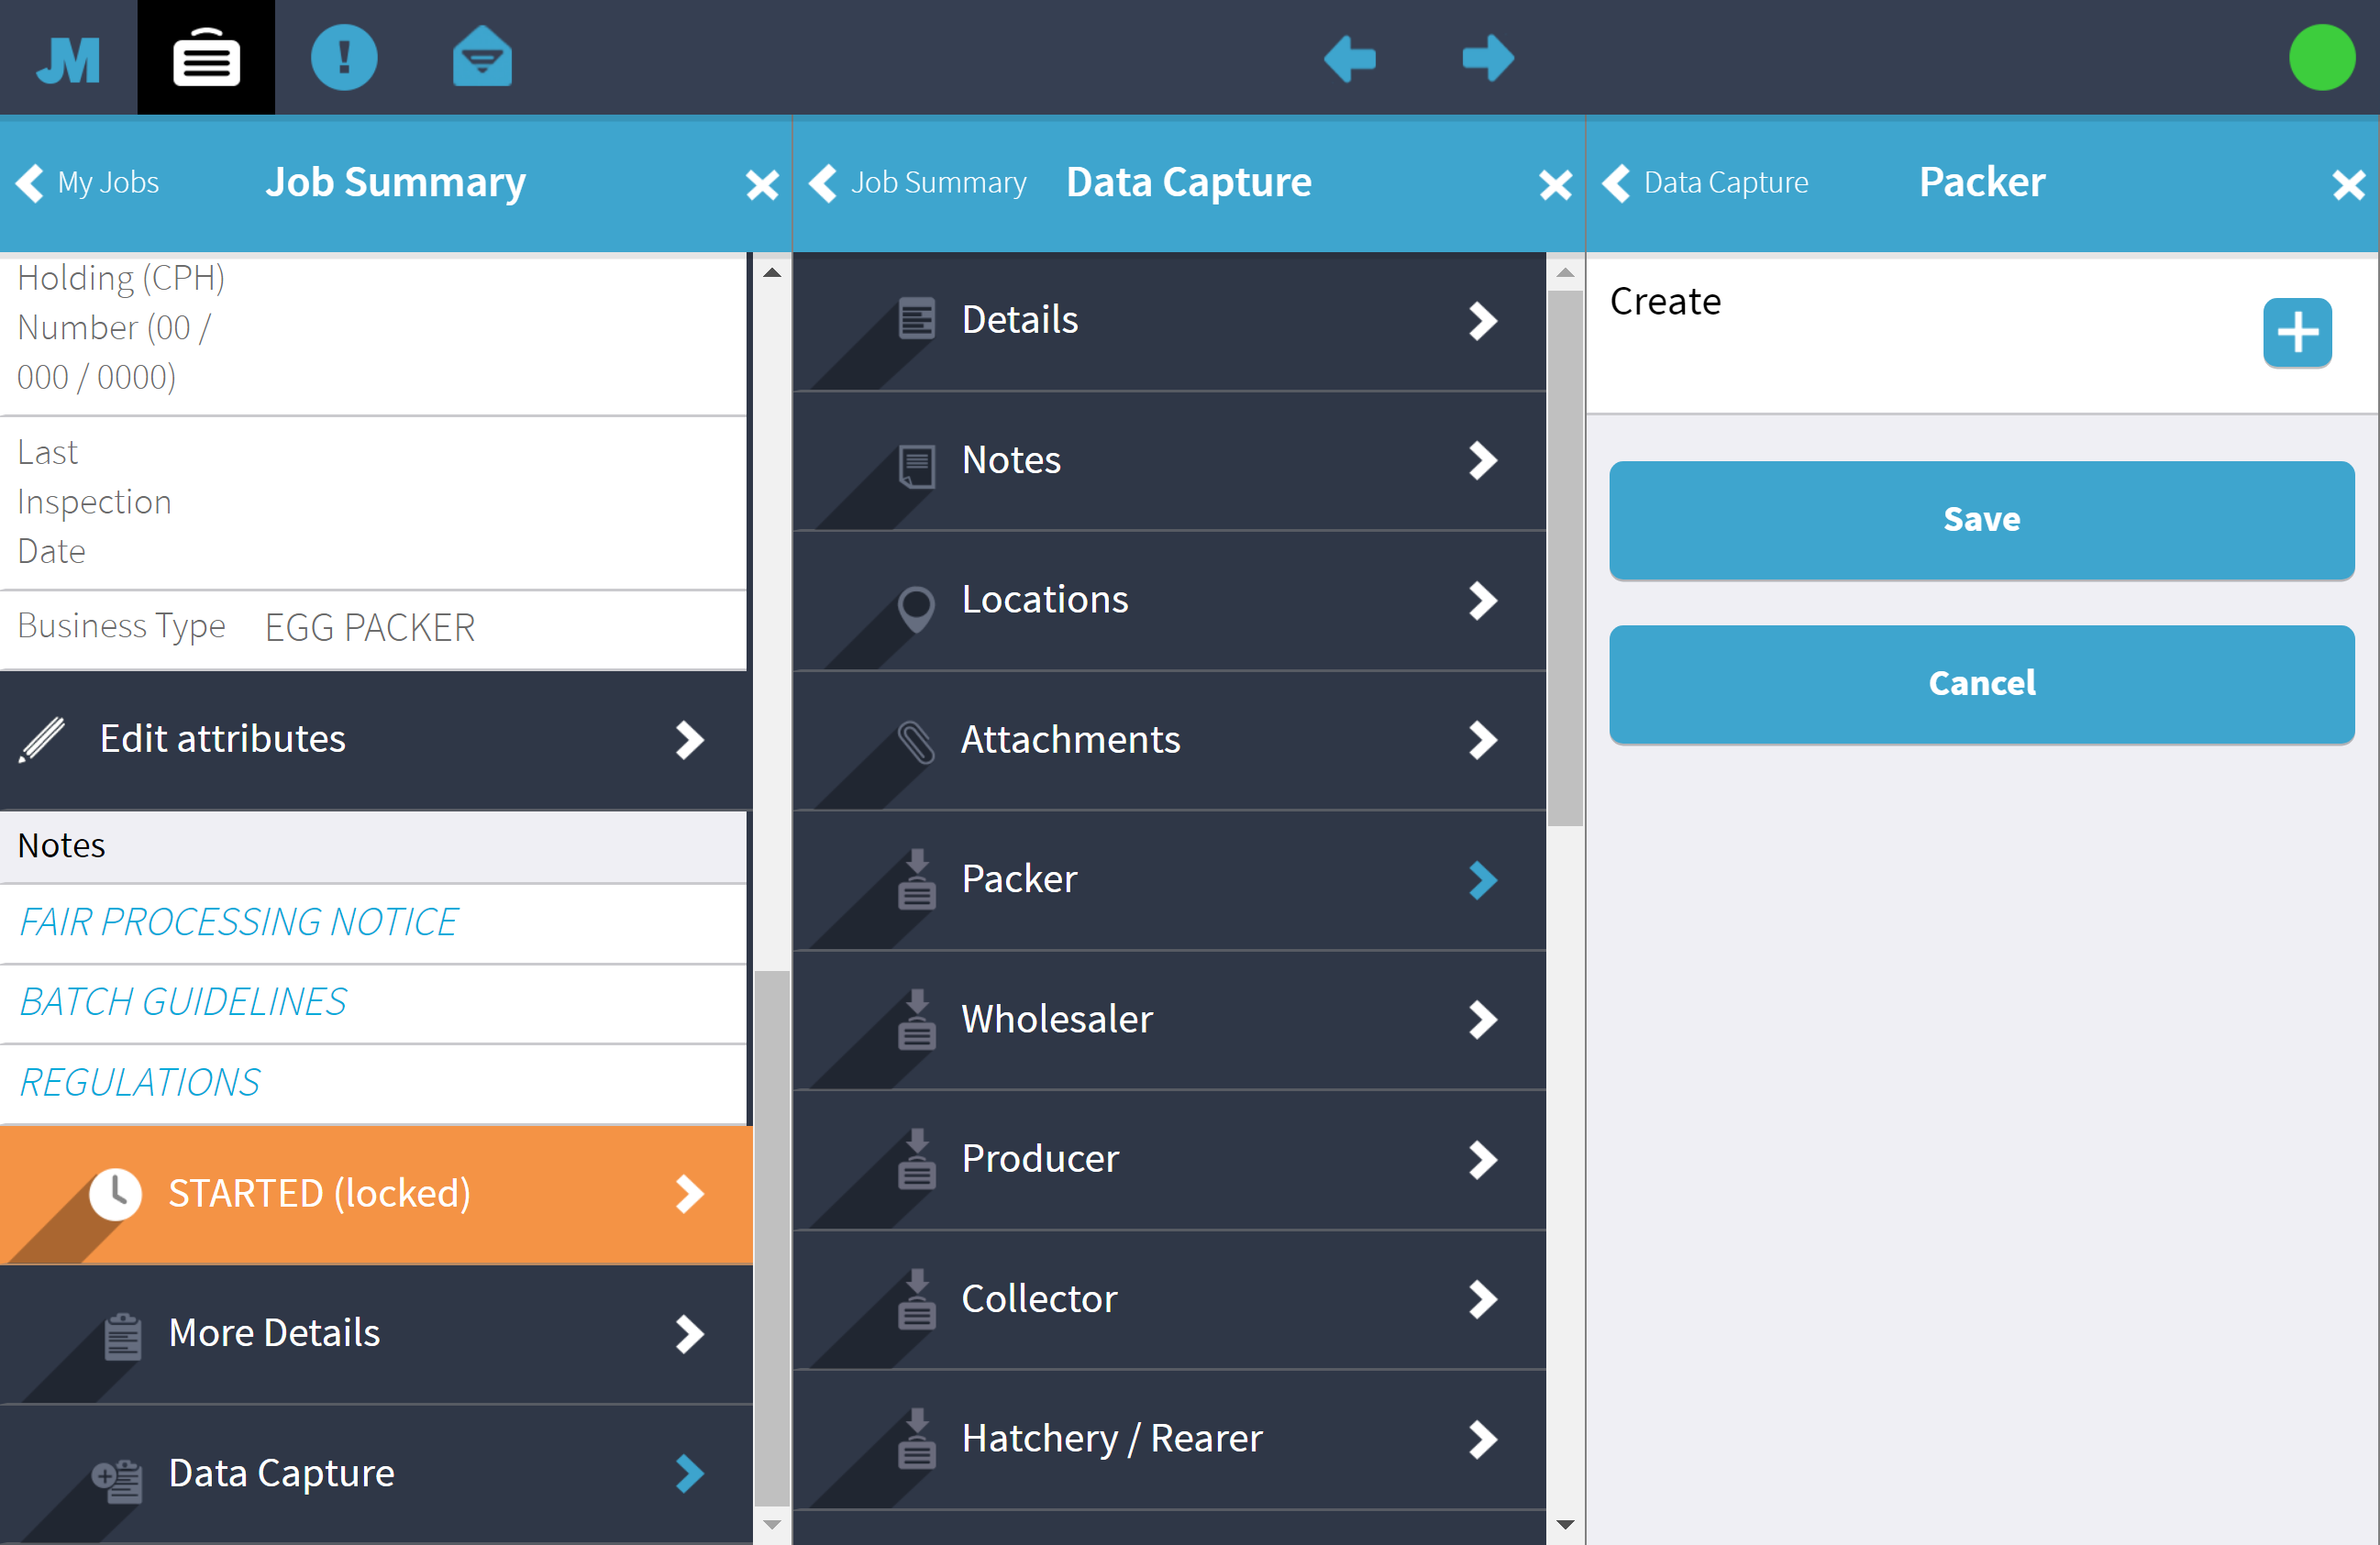 JM
My Jobs
Job Summary
Holding (CPH)
Number (00 /
000 / 0000)
Last
Inspection
Date
Business Type EGG PACKER
Edit attributes
Notes
FAIR PROCESSING NOTICE
BATCH GUIDELINES
REGULATIONS
STARTED (locked)
More Details
Data Capture
Job Summary
Data Capture
Details
Notes
Locations
Attachments
Packer
Wholesaler
Producer
Collector
Hatchery / Rearer
Data Capture
Packer
Create
Save
Cancel